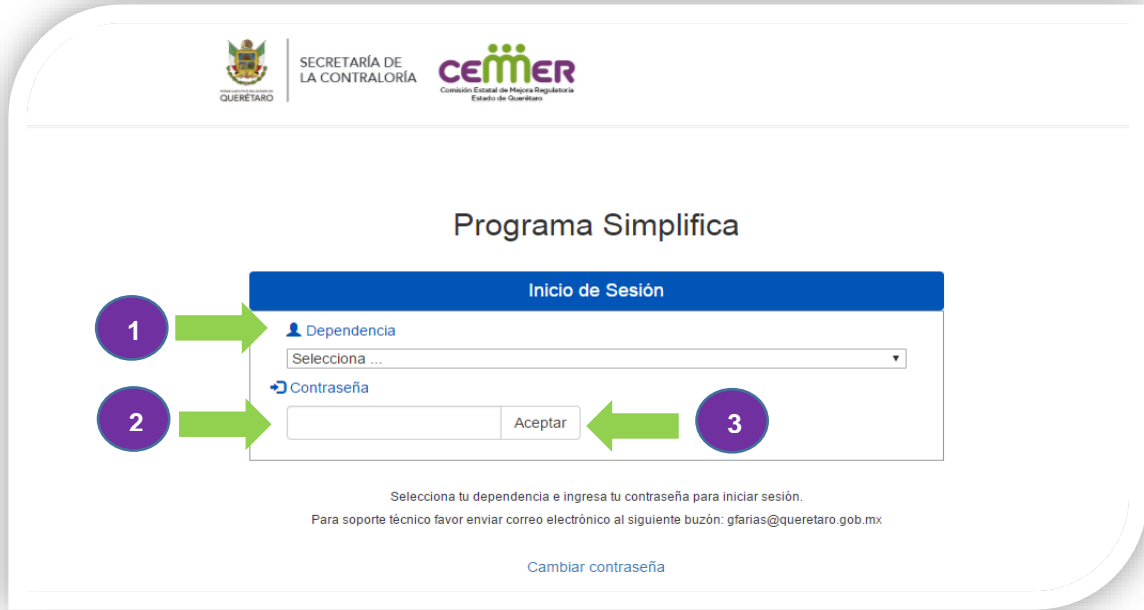 SECRETARÍA DE
LA CONTRALORÍA
QUERÉTARO
CEMER
Comisión Estatal de Mejora Regulatoria
Estado de Querétaro
Programa Simplifica
Inicio de Sesión
1
Dependencia
Selecciona ...
Contraseña
2
Aceptar
3
Selecciona tu dependencia e ingresa tu contraseña para iniciar sesión.
Para soporte técnico favor enviar correo electrónico al siguiente buzón: gfarias@queretaro.gob.mx
Cambiar contraseña